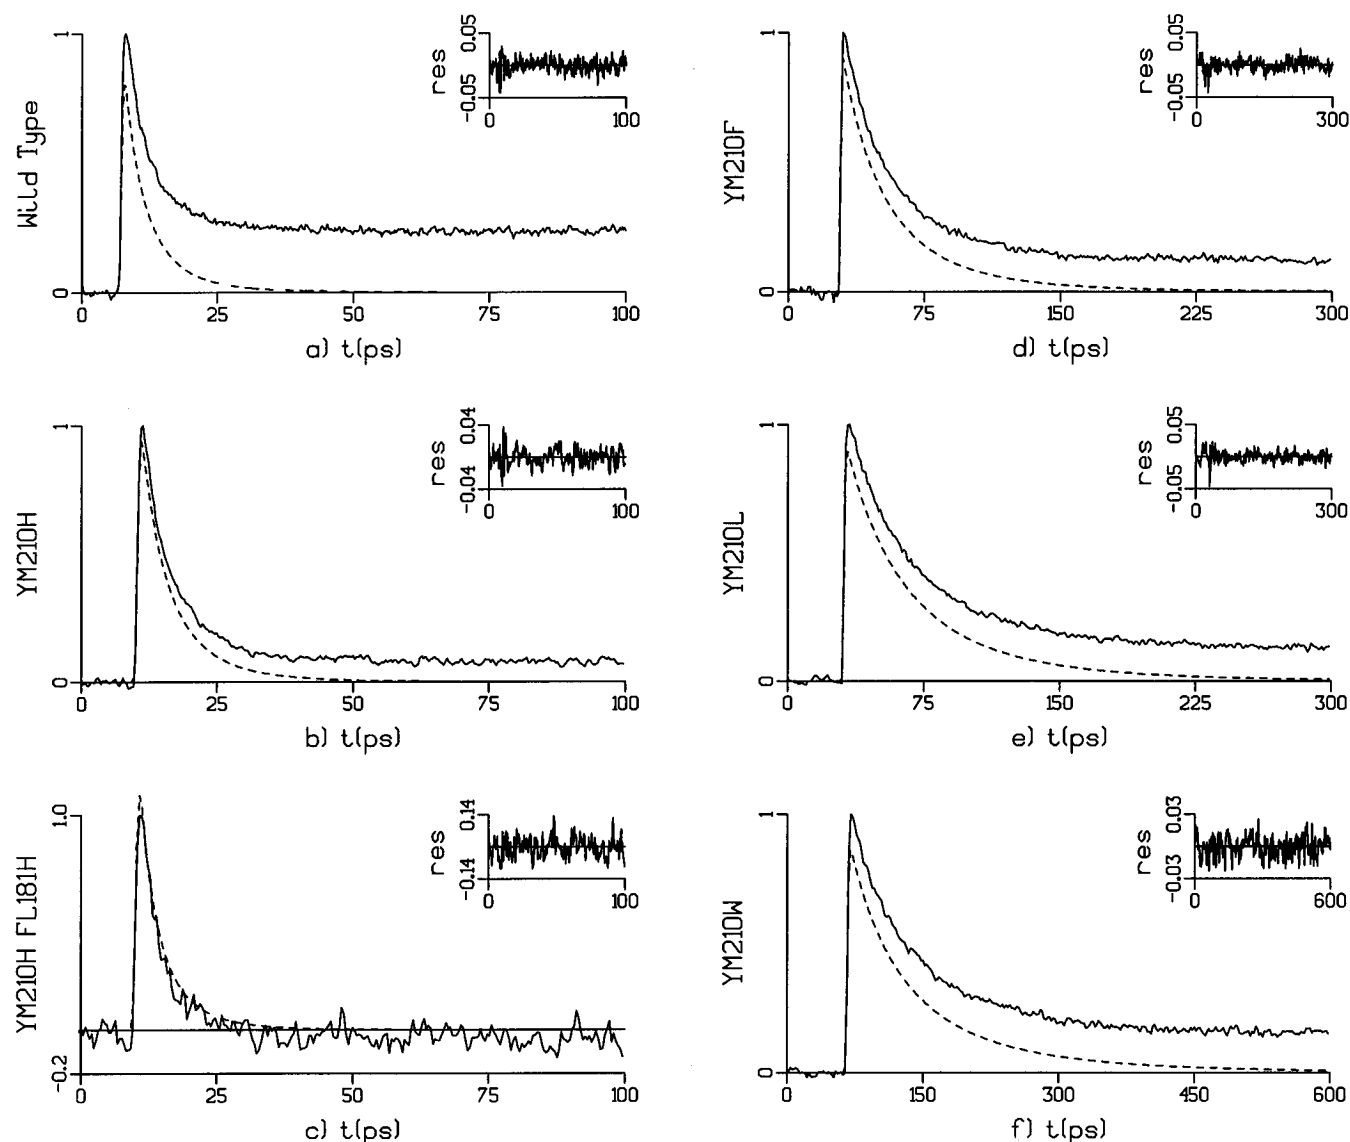 Wild Type
1
0
0 25 50 75 100
a) t(ps)
res
0.05
-0.05
0 100
YM210F
1
0
0 75 150 225 300
d) t(ps)
res
0.05
-0.05
0 300
YM210H
1
0
0 25 50 75 100
b) t(ps)
res
0.04
-0.04
0 100
YM210L
1
0
0 75 150 225 300
e) t(ps)
res
0.05
-0.05
0 300
YM210H FL181H
1.0
-0.2
0 25 50 75 100
c) t(ps)
res
0.14
-0.14
0 100
YM210W
1
0
0 150 300 450 600
f) t(ps)
res
0.03
-0.03
0 600